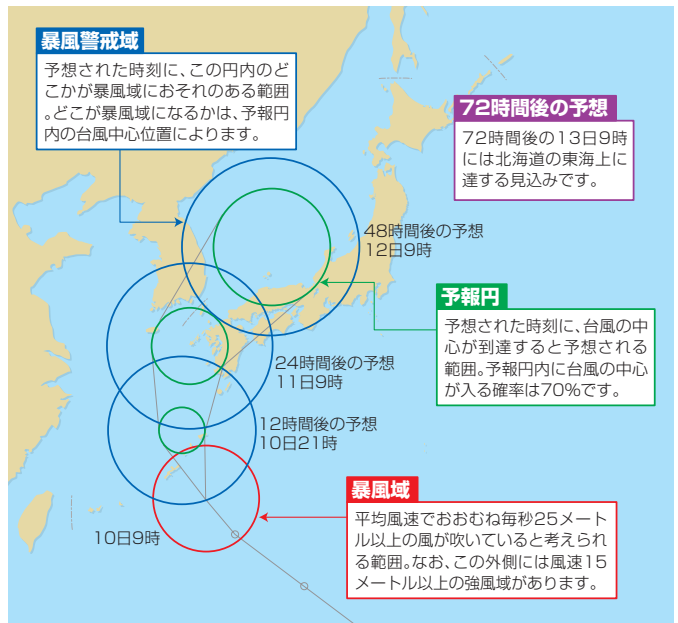 暴風警戒域
予想された時刻に、この円内のど
こかが暴風域におそれのある範囲
。どこが暴風域になるかは、予報円
内の台風中心位置によります。
72時間後の予想
72時間後の13日9時
には北海道の東海上に
達する見込みです。
48時間後の予想
12日9時
予報円
予想された時刻に、台風の中
心が到達すると予想される
範囲。予報円内に台風の中心
が入る確率は70%です。
24時間後の予想
11日9時
12時間後の予想
10日21時
暴風域
平均風速でおおむね毎秒25メート
ル以上の風が吹いていると考えられ
る範囲。なお、この外側には風速15
メートル以上の強風域があります。
10日9時